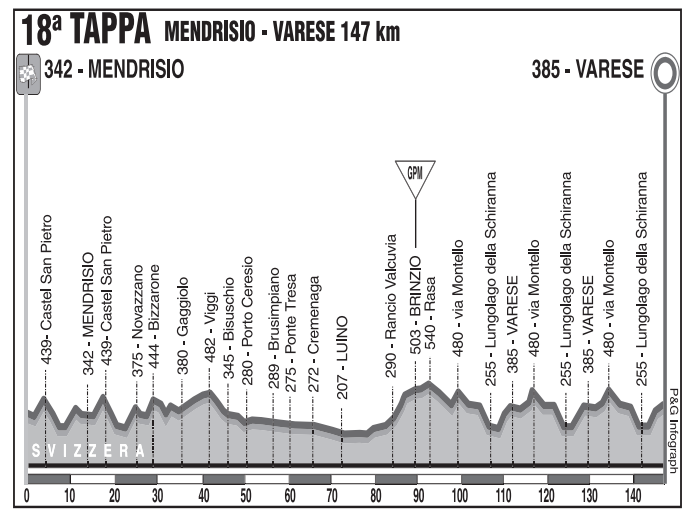 18ª TAPPA MENDRISIO - VARESE 147 km
342 - MENDRISIO
385 - VARESE
GPM
439- Castel San Pietro
342 - MENDRISIO
439- Castel San Pietro
375 - Novazzano
444 - Bizzarone
380 - Gaggiolo
482 - Viggi
345 - Bisuschio
280 - Porto Ceresio
289 - Brusimpiano
275 - Ponte Tresa
272 - Cremenaga
207 - LUINO
290 - Rancio Valcuvia
503 - BRINZIO
540 - Rasa
480 - via Montello
255 - Lungolago della Schiranna
385 - VARESE
480 - via Montello
255 - Lungolago della Schiranna
385 - VARESE
480 - via Montello
255 - Lungolago della Schiranna
P&G Infograph
SVIZZERA
0 10 20 30 40 50 60 70 80 90 100 110 120 130 140